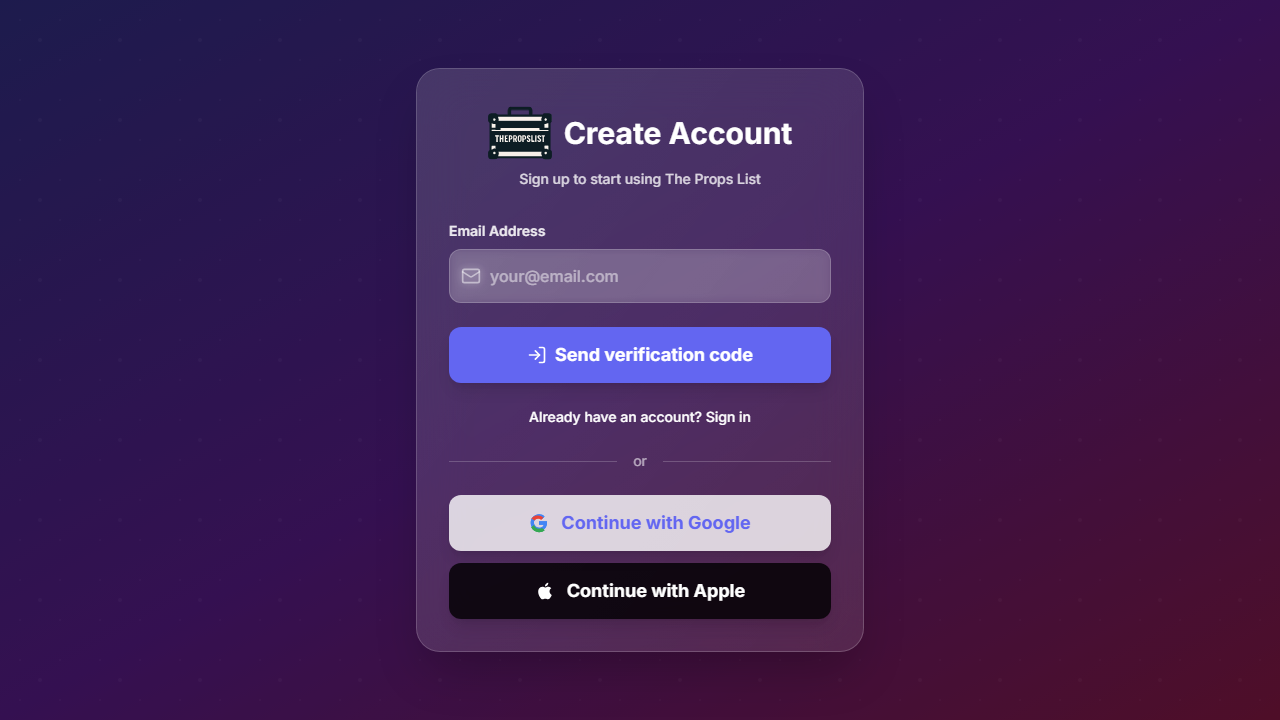 THEPROPSLIST
Create Account
Sign up to start using The Props List
Email Address
your@email.com
Send verification code
Already have an account? Sign in
or
Continue with Google
Continue with Apple